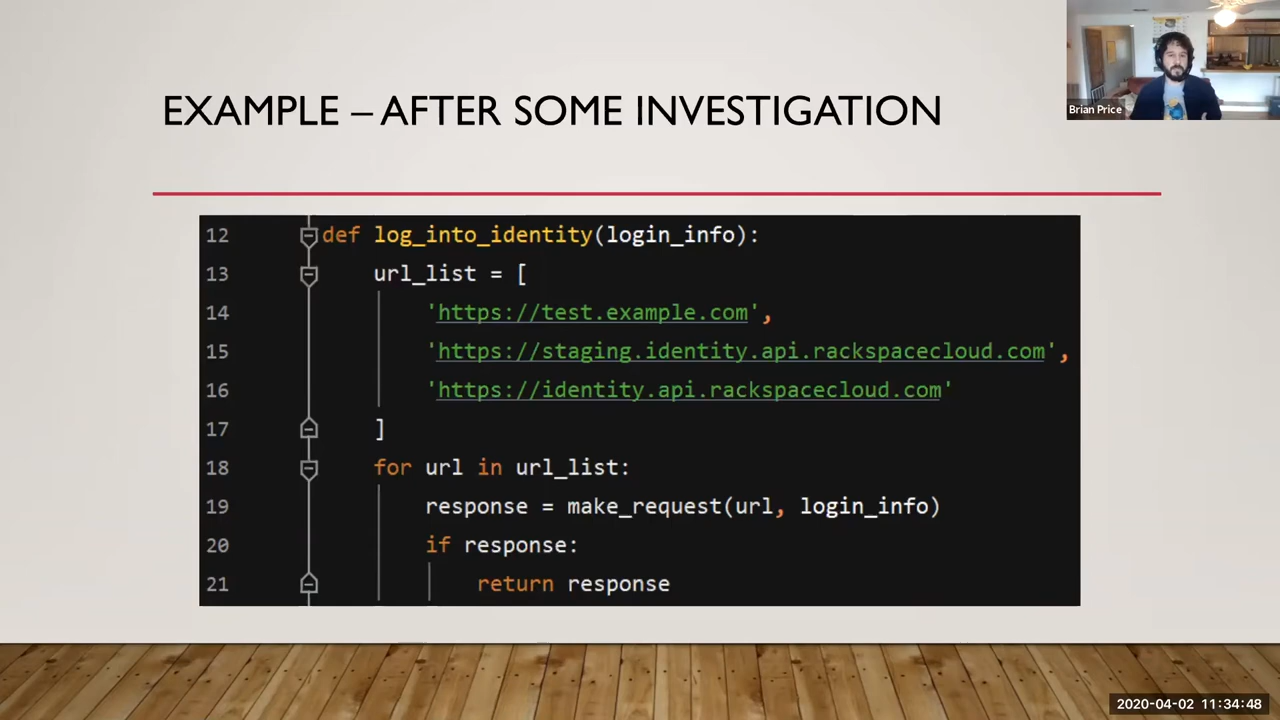 EXAMPLE – AFTER SOME INVESTIGATION
Brian Price
12 def log_into_identity(login_info):
13 url_list = [
14 'https://test.example.com',
15 'https://staging.identity.api.rackspacecloud.com',
16 'https://identity.api.rackspacecloud.com'
17 ]
18 for url in url_list:
19 response = make_request(url, login_info)
20 if response:
21 return response
2020-04-02 11:34:48